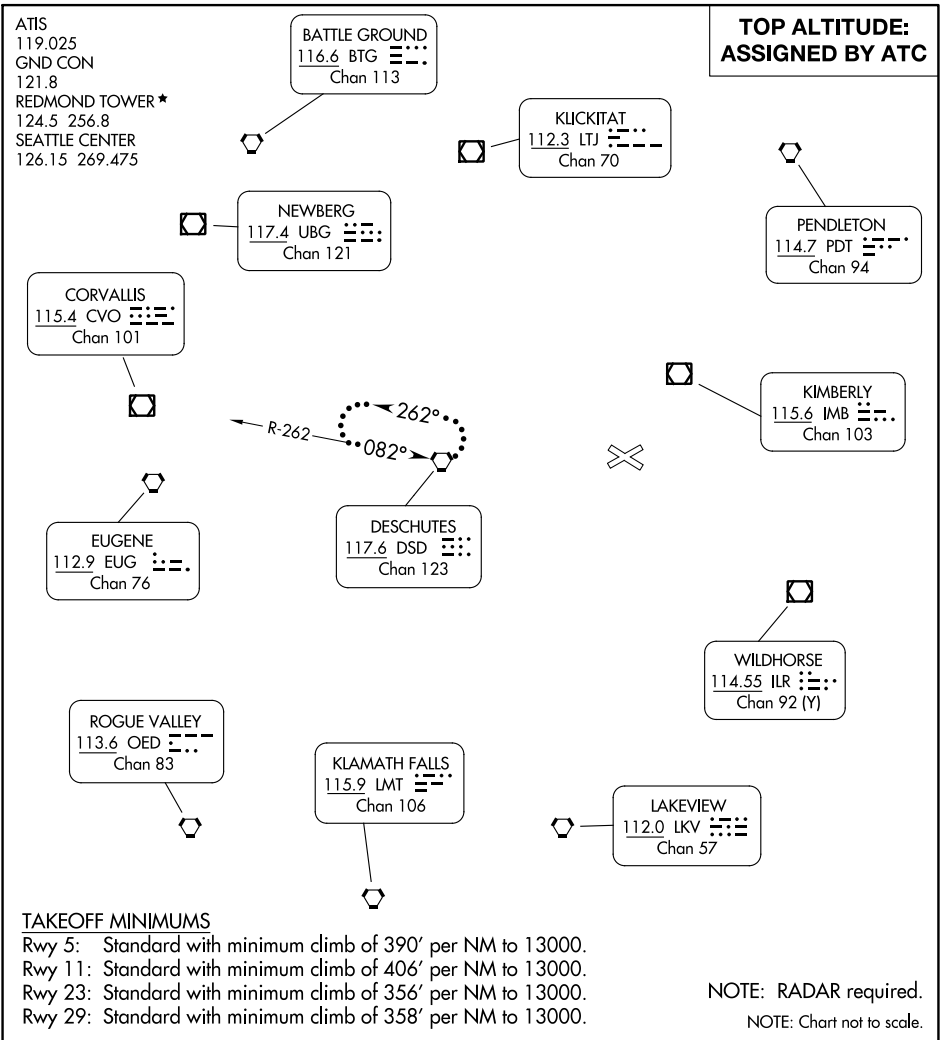 ATIS
119.025
GND CON
121.8
REDMOND TOWER ★
124.5 256.8
SEATTLE CENTER
126.15 269.475
BATTLE GROUND
116.6 BTG
Chan 113
TOP ALTITUDE:
ASSIGNED BY ATC
KLICKITAT
112.3 LTJ
Chan 70
NEWBERG
117.4 UBG
Chan 121
PENDLETON
114.7 PDT
Chan 94
CORVALLIS
115.4 CVO
Chan 101
KIMBERLY
115.6 IMB
Chan 103
262°
R-262
082°
DESCHUTES
117.6 DSD
Chan 123
EUGENE
112.9 EUG
Chan 76
WILDHORSE
114.55 ILR
Chan 92 (Y)
ROGUE VALLEY
113.6 OED
Chan 83
KLAMATH FALLS
115.9 LMT
Chan 106
LAKEVIEW
112.0 LKV
Chan 57
TAKEOFF MINIMUMS
Rwy 5: Standard with minimum climb of 390' per NM to 13000.
Rwy 11: Standard with minimum climb of 406' per NM to 13000.
Rwy 23: Standard with minimum climb of 356' per NM to 13000.
Rwy 29: Standard with minimum climb of 358' per NM to 13000.
NOTE: RADAR required.
NOTE: Chart not to scale.